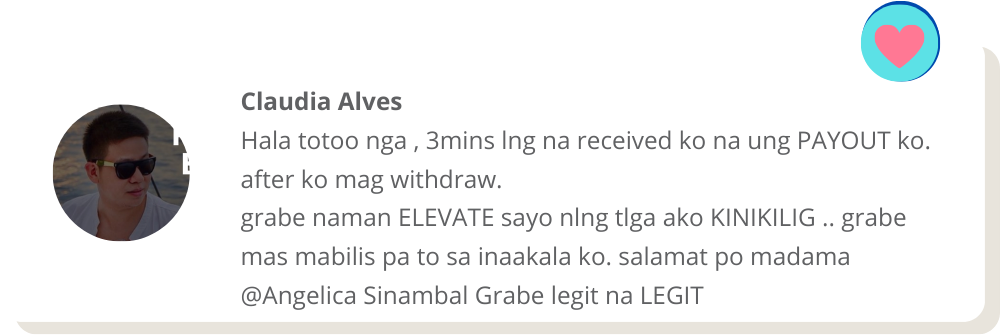 Claudia Alves
Hala totoo nga , 3mins lng na received ko na ung PAYOUT ko.
after ko mag withdraw.
grabe naman ELEVATE sayo nlng tlga ako KINIKILIG .. grabe
mas mabilis pa to sa inaakala ko. salamat po madama
@Angelica Sinambal Grabe legit na LEGIT